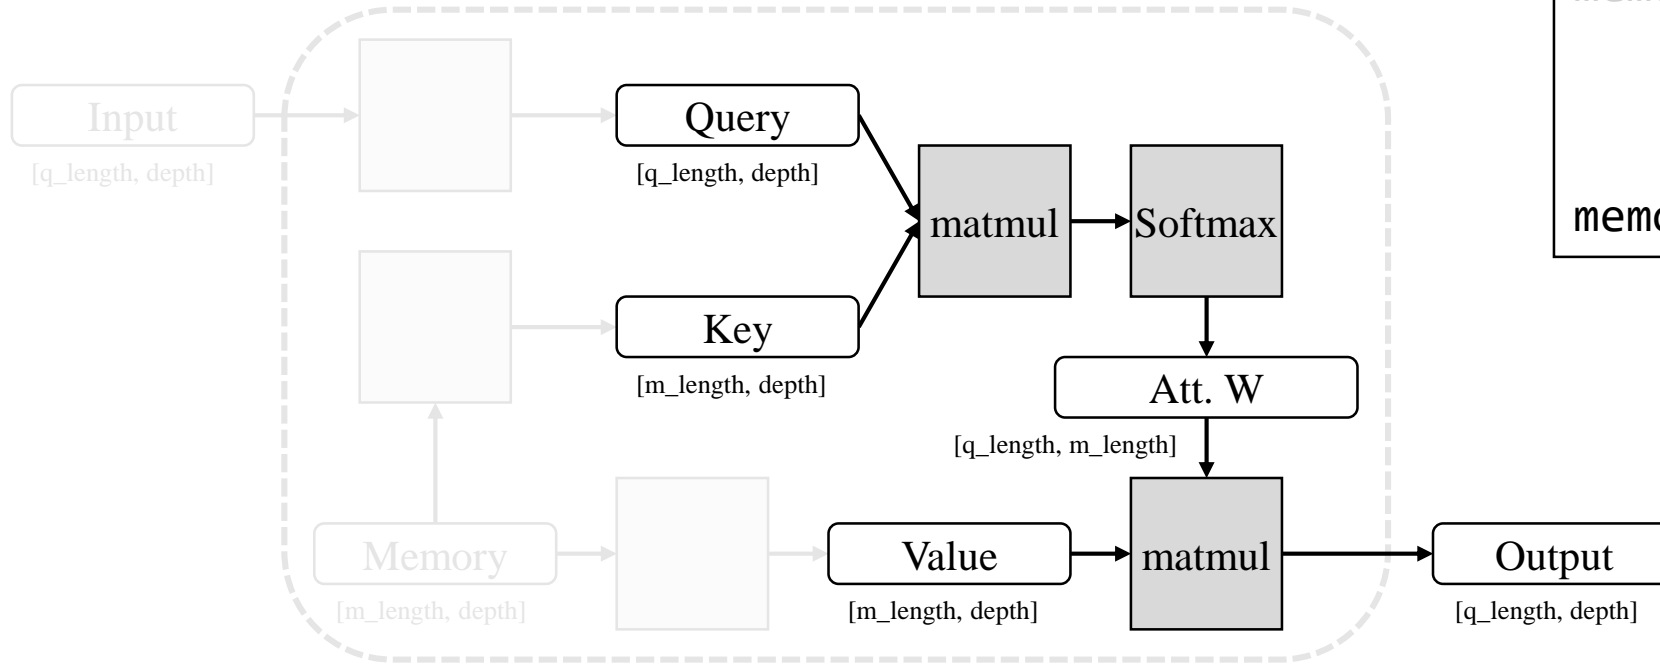 Input
[q_length, depth]
Query
[q_length, depth]
matmul
Softmax
Key
[m_length, depth]
Att. W
[q_length, m_length]
Memory
[m_length, depth]
Value
[m_length, depth]
matmul
Output
[q_length, depth]